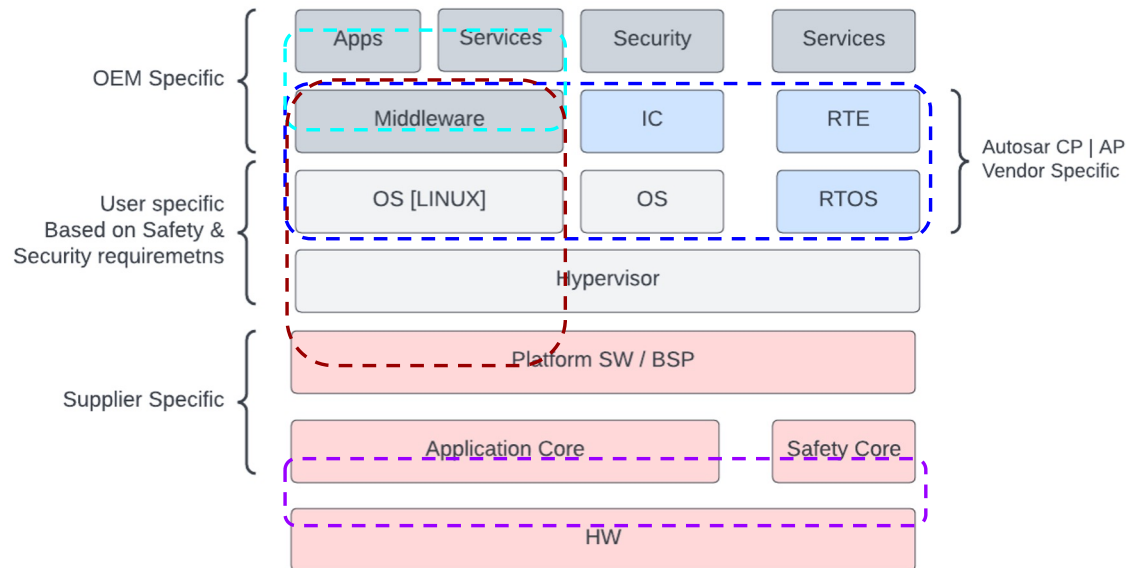 Apps
Services
Security
Services
OEM Specific
Middleware
IC
RTE
Autosar CP | AP
Vendor Specific
User specific
Based on Safety &
Security requiremetns
OS [LINUX]
OS
RTOS
Hypervisor
Platform SW / BSP
Supplier Specific
Application Core
Safety Core
HW